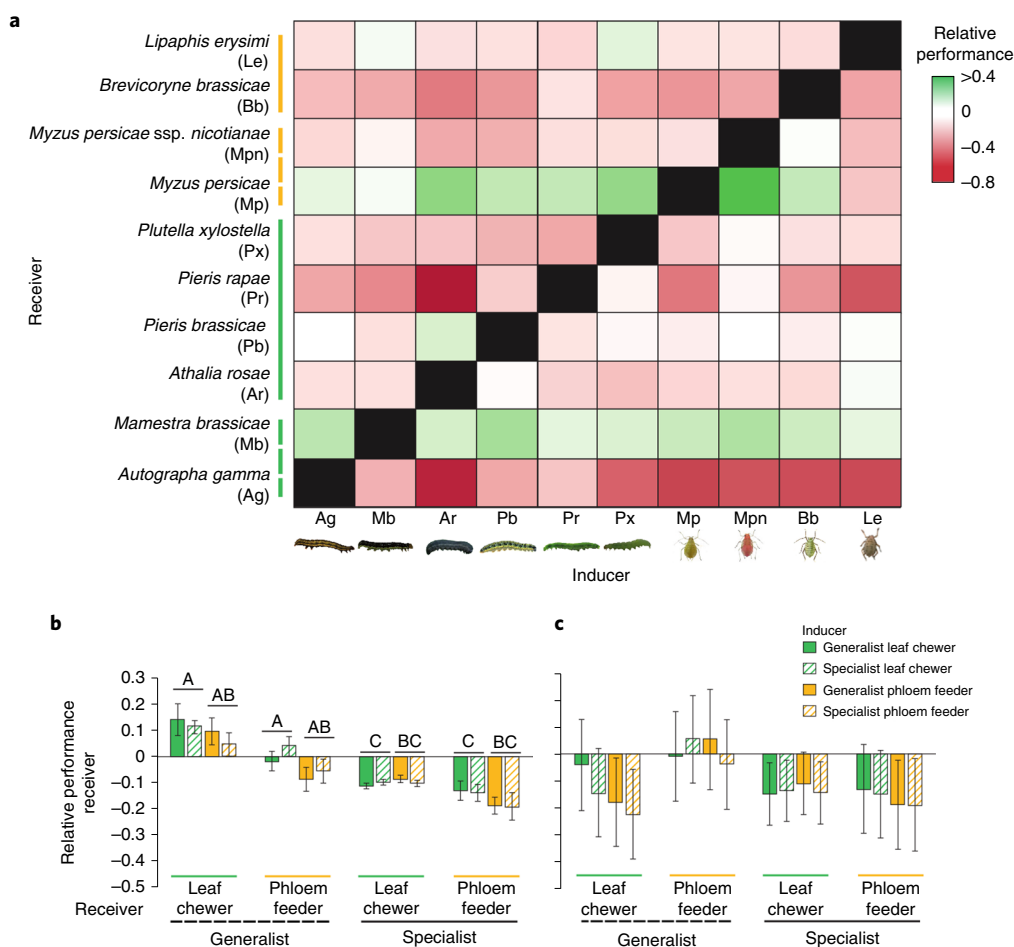 a
Lipaphis erysimi
(Le)
Brevicoryne brassicae
(Bb)
Myzus persicae ssp. nicotianae
(Mpn)
Myzus persicae
(Mp)
Plutella xylostella
(Px)
Pieris rapae
(Pr)
Pieris brassicae
(Pb)
Athalia rosae
(Ar)
Mamestra brassicae
(Mb)
Autographa gamma
(Ag)
Receiver
Relative
performance
>0.4
0
–0.4
–0.8
Ag Mb Ar Pb Pr Px Mp Mpn Bb Le
Inducer
b
Relative performance
receiver
0.3
0.2
0.1
0
–0.1
–0.2
–0.3
–0.4
–0.5
A AB A AB C BC C BC
Leaf
chewer
Phloem
feeder
Leaf
chewer
Phloem
feeder
Receiver
Generalist
Specialist
c
Inducer
Generalist leaf chewer
Specialist leaf chewer
Generalist phloem feeder
Specialist phloem feeder
Leaf
chewer
Phloem
feeder
Leaf
chewer
Phloem
feeder
Generalist
Specialist